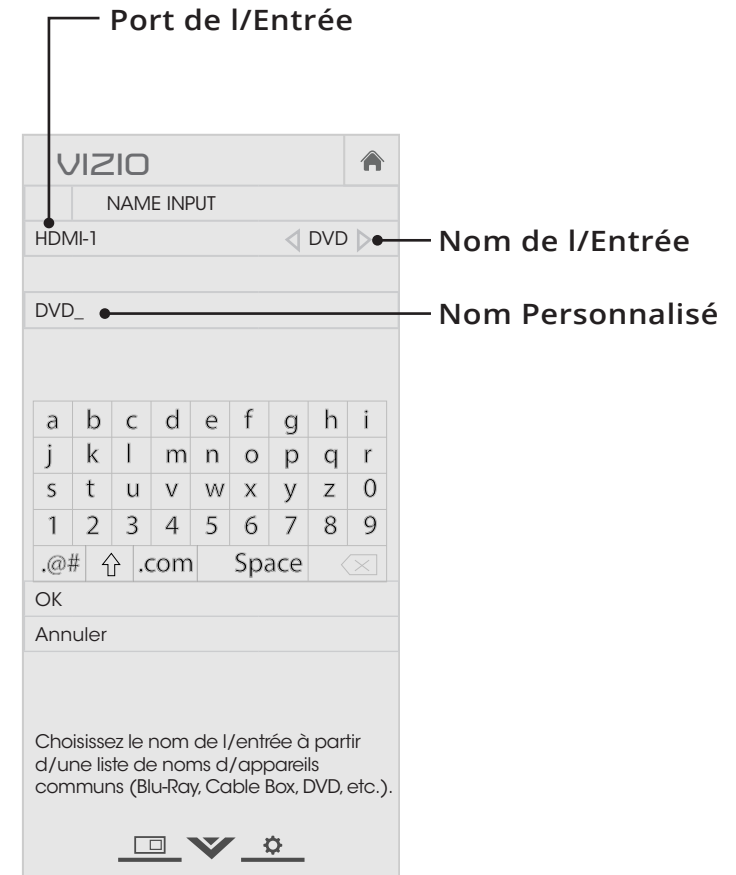 Port de l/Entrée
VIZIO
NAME INPUT
HDMI-1 DVD
Nom de l/Entrée
DVD_
Nom Personnalisé
a b c d e f g h i
j k l m n o p q r
s t u v w x y z 0
1 2 3 4 5 6 7 8 9
.@# .com Space
OK
Annuler
Choisissez le nom de l/entrée à partir
d/une liste de noms d/appareils
communs (Blu-Ray, Cable Box, DVD, etc.).